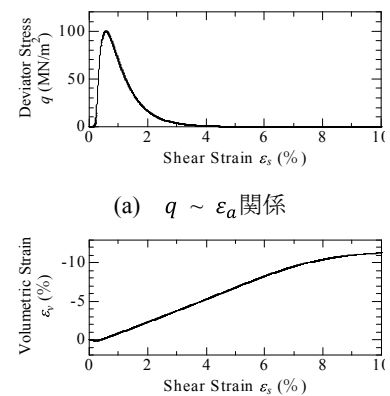 Deviator Stress
q (MN/m²)
100
50
0
0 2 4 6 8 10
Shear Strain εs (%)
(a) q ~ εa関係
Volumetric Strain
εv (%)
-10
-5
0
0 2 4 6 8 10
Shear Strain εs (%)